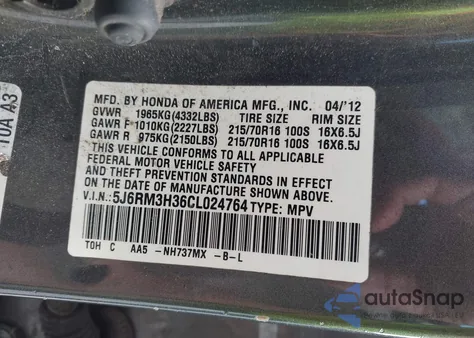 MFD. BY HONDA OF AMERICA MFG., INC. 04/'12
GVWR 1965KG(4332LBS) TIRE SIZE RIM SIZE
GAWR F 1010KG(2227LBS) 215/70R16 100S 16X6.5J
GAWR R 975KG(2150LBS) 215/70R16 100S 16X6.5J
THIS VEHICLE CONFORMS TO ALL APPLICABLE
FEDERAL MOTOR VEHICLE SAFETY
AND THEFT PREVENTION STANDARDS IN EFFECT
ON THE DATE OF MANUFACTURE SHOWN ABOVE.
V.I.N.: 5J6RM3H36CL024764 TYPE: MPV
TOH C AA5 -NH737MX -B-L
10A A3
autoSnap